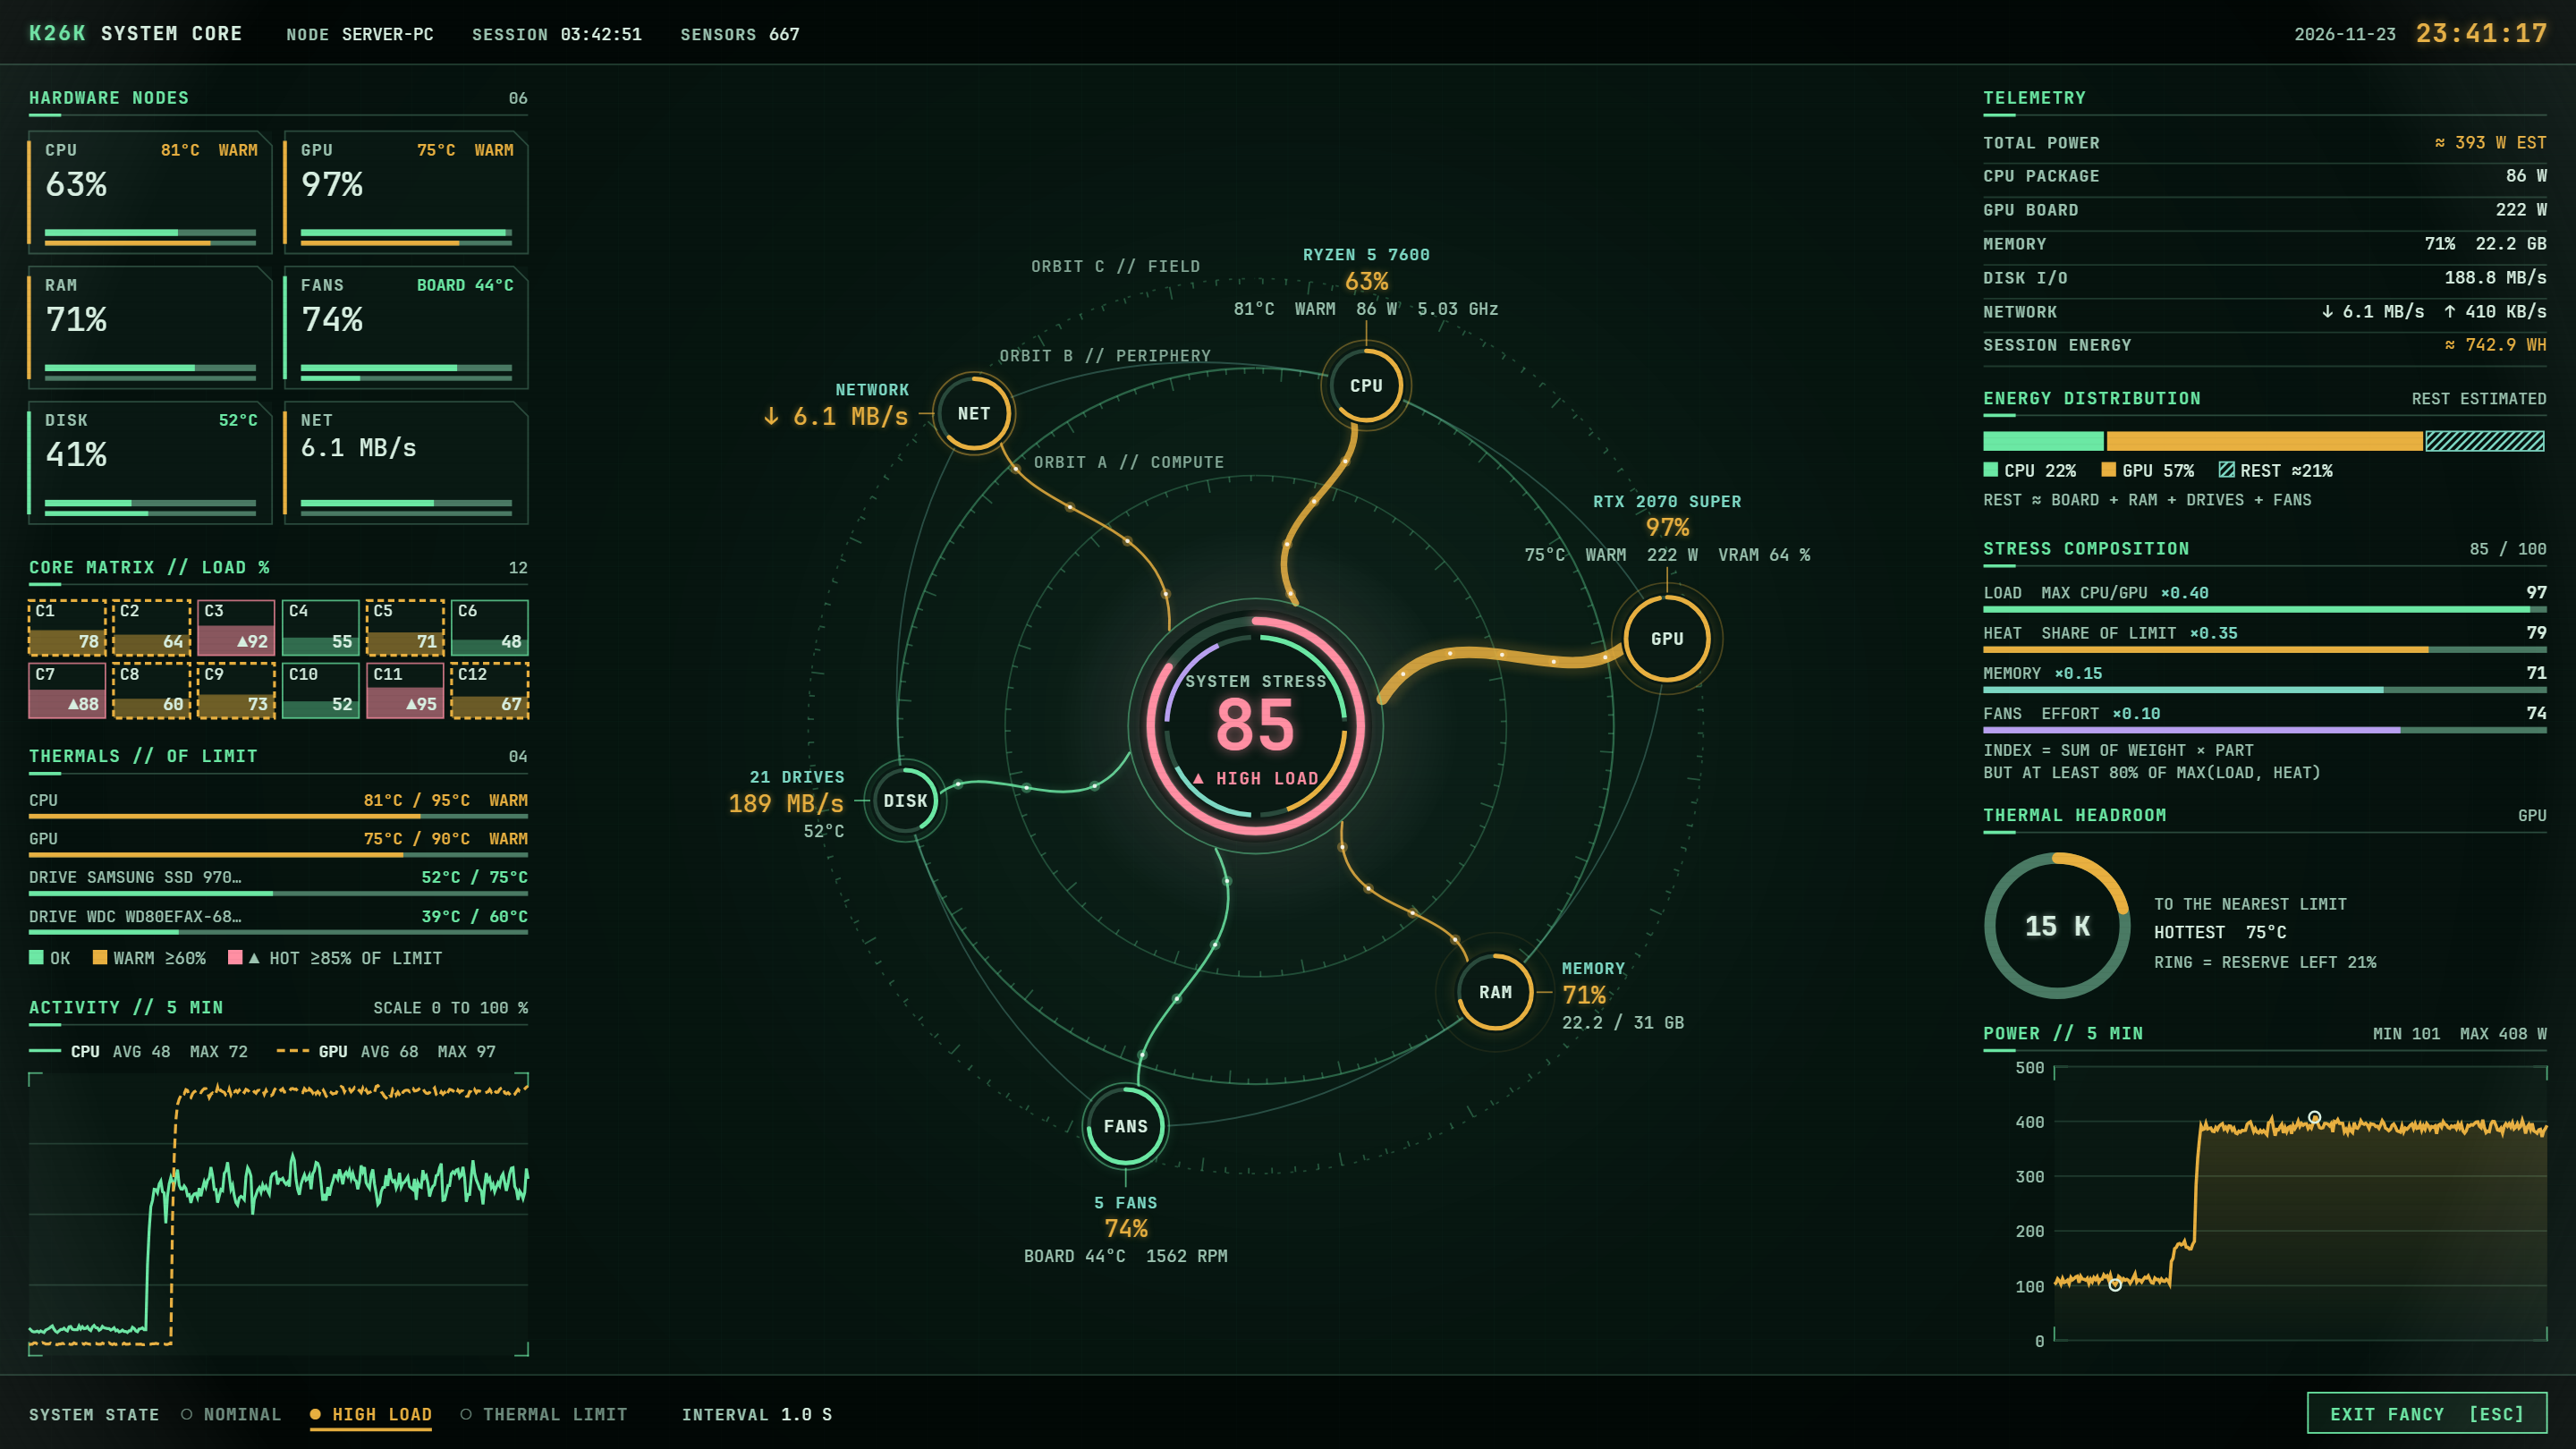 K26K SYSTEM CORE NODE SERVER-PC SESSION 03:42:51 SENSORS 667 2026-11-23 23:41:17
HARDWARE NODES 06
CPU 81°C WARM
63%
GPU 75°C WARM
97%
RAM
71%
FANS BOARD 44°C
74%
DISK 52°C
41%
NET
6.1 MB/s
CORE MATRIX // LOAD % 12
C1 78
C2 64
C3 ▲92
C4 55
C5 71
C6 48
C7 ▲88
C8 60
C9 73
C10 52
C11 ▲95
C12 67
THERMALS // OF LIMIT 04
CPU 81°C / 95°C WARM
GPU 75°C / 90°C WARM
DRIVE SAMSUNG SSD 970… 52°C / 75°C
DRIVE WDC WD80EFAX-68… 39°C / 60°C
OK WARM ≥60% ▲ HOT ≥85% OF LIMIT
ACTIVITY // 5 MIN SCALE 0 TO 100 %
CPU AVG 48 MAX 72 GPU AVG 68 MAX 97
ORBIT C // FIELD
ORBIT B // PERIPHERY
ORBIT A // COMPUTE
RYZEN 5 7600
63%
81°C WARM 86 W 5.03 GHz
CPU
NETWORK
↓ 6.1 MB/s
NET
RTX 2070 SUPER
97%
75°C WARM 222 W VRAM 64 %
GPU
SYSTEM STRESS
85
▲ HIGH LOAD
21 DRIVES
189 MB/s
52°C
DISK
MEMORY
71%
22.2 / 31 GB
RAM
FANS
5 FANS
74%
BOARD 44°C 1562 RPM
TELEMETRY
TOTAL POWER ≈ 393 W EST
CPU PACKAGE 86 W
GPU BOARD 222 W
MEMORY 71% 22.2 GB
DISK I/O 188.8 MB/s
NETWORK ↓ 6.1 MB/s ↑ 410 KB/s
SESSION ENERGY ≈ 742.9 WH
ENERGY DISTRIBUTION REST ESTIMATED
CPU 22% GPU 57% REST ≈21%
REST ≈ BOARD + RAM + DRIVES + FANS
STRESS COMPOSITION 85 / 100
LOAD MAX CPU/GPU ×0.40 97
HEAT SHARE OF LIMIT ×0.35 79
MEMORY ×0.15 71
FANS EFFORT ×0.10 74
INDEX = SUM OF WEIGHT × PART
BUT AT LEAST 80% OF MAX(LOAD, HEAT)
THERMAL HEADROOM GPU
15 K
TO THE NEAREST LIMIT
HOTTEST 75°C
RING = RESERVE LEFT 21%
POWER // 5 MIN MIN 101 MAX 408 W
500
400
300
200
100
0
SYSTEM STATE NOMINAL HIGH LOAD THERMAL LIMIT INTERVAL 1.0 S EXIT FANCY [ESC]